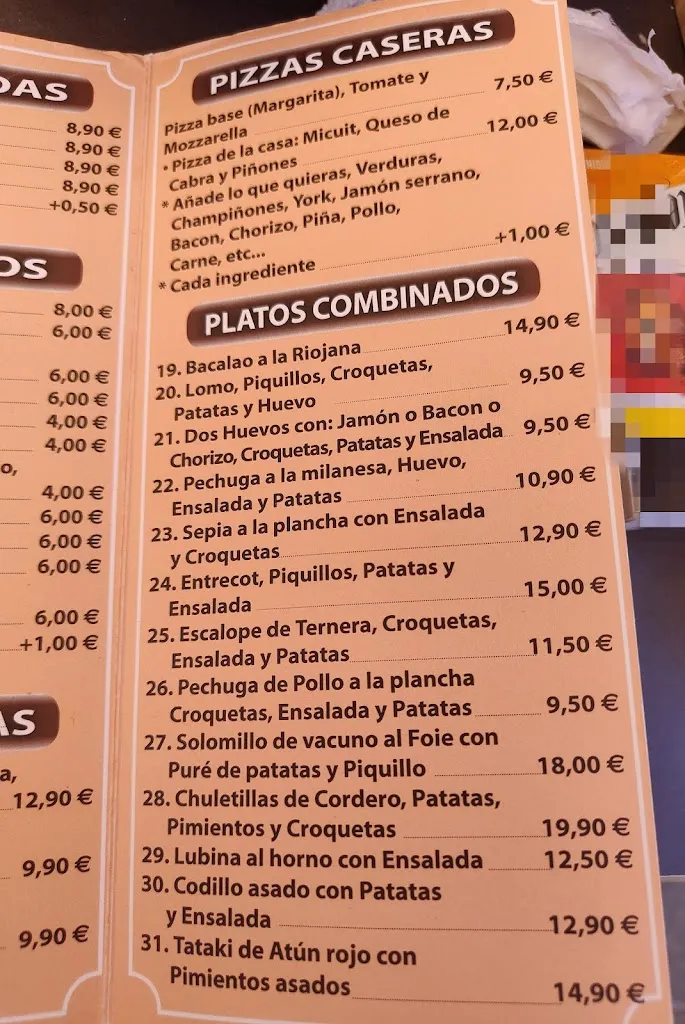 DAS
8,90 €
8,90 €
8,90 €
8,90 €
+0,50 €
OS
8,00 €
6,00 €
6,00 €
6,00 €
4,00 €
4,00 €
o,
4,00 €
6,00 €
6,00 €
6,00 €
6,00 €
+1,00 €
AS
a,
12,90 €
9,90 €
9,90 €
PIZZAS CASERAS
Pizza base (Margarita), Tomate y
Mozzarella 7,50 €
• Pizza de la casa: Micuit, Queso de
Cabra y Piñones 12,00 €
* Añade lo que quieras, Verduras,
Champiñones, York, Jamón serrano,
Bacon, Chorizo, Piña, Pollo,
Carne, etc...
* Cada ingrediente +1,00 €
PLATOS COMBINADOS
19. Bacalao a la Riojana 14,90 €
20. Lomo, Piquillos, Croquetas,
Patatas y Huevo 9,50 €
21. Dos Huevos con: Jamón o Bacon o
Chorizo, Croquetas, Patatas y Ensalada 9,50 €
22. Pechuga a la milanesa, Huevo,
Ensalada y Patatas 10,90 €
23. Sepia a la plancha con Ensalada
y Croquetas 12,90 €
24. Entrecot, Piquillos, Patatas y
Ensalada 15,00 €
25. Escalope de Ternera, Croquetas,
Ensalada y Patatas 11,50 €
26. Pechuga de Pollo a la plancha
Croquetas, Ensalada y Patatas 9,50 €
27. Solomillo de vacuno al Foie con
Puré de patatas y Piquillo 18,00 €
28. Chuletillas de Cordero, Patatas,
Pimientos y Croquetas 19,90 €
29. Lubina al horno con Ensalada 12,50 €
30. Codillo asado con Patatas
y Ensalada 12,90 €
31. Tataki de Atún rojo con
Pimientos asados 14,90 €